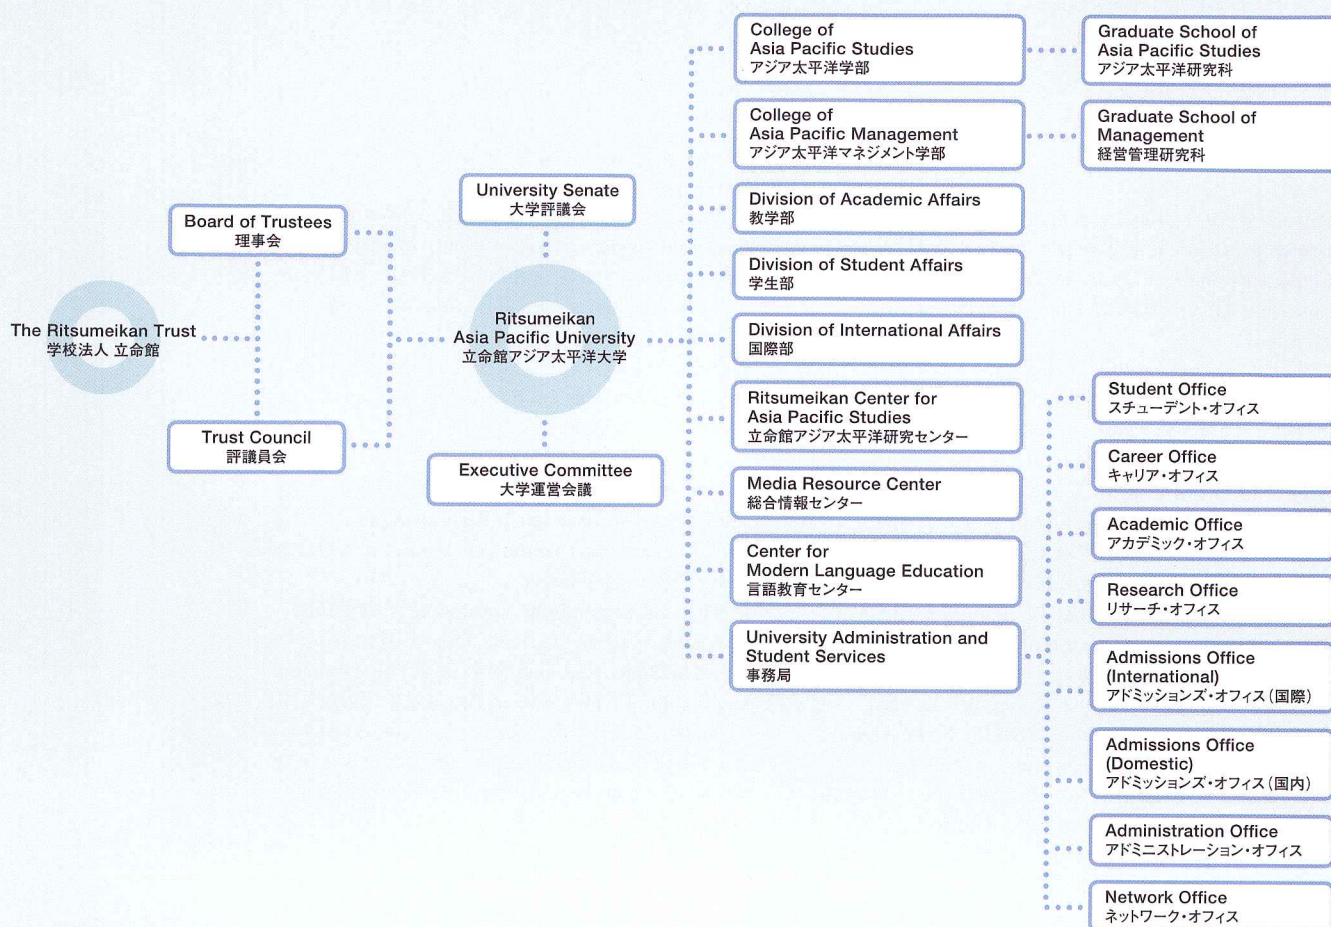 The Ritsumeikan Trust
学校法人 立命館
Board of Trustees
理事会
Trust Council
評議員会
University Senate
大学評議会
Ritsumeikan
Asia Pacific University
立命館アジア太平洋大学
Executive Committee
大学運営会議
College of
Asia Pacific Studies
アジア太平洋学部
Graduate School of
Asia Pacific Studies
アジア太平洋研究科
College of
Asia Pacific Management
アジア太平洋マネジメント学部
Graduate School of
Management
経営管理研究科
Division of Academic Affairs
教学部
Division of Student Affairs
学生部
Division of International Affairs
国際部
Ritsumeikan Center for
Asia Pacific Studies
立命館アジア太平洋研究センター
Media Resource Center
総合情報センター
Center for
Modern Language Education
言語教育センター
University Administration and
Student Services
事務局
Student Office
スチューデント・オフィス
Career Office
キャリア・オフィス
Academic Office
アカデミック・オフィス
Research Office
リサーチ・オフィス
Admissions Office
(International)
アドミッションズ・オフィス(国際)
Admissions Office
(Domestic)
アドミッションズ・オフィス(国内)
Administration Office
アドミニストレーション・オフィス
Network Office
ネットワーク・オフィス